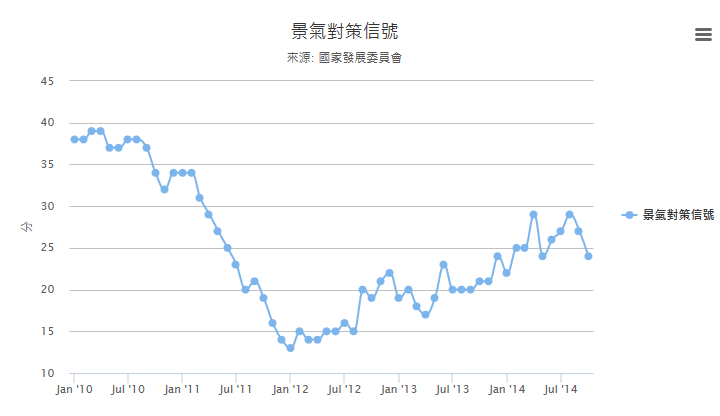 景氣對策信號
來源: 國家發展委員會
分
45
40
35
30
25
20
15
10
Jan '10
Jul '10
Jan '11
Jul '11
Jan '12
Jul '12
Jan '13
Jul '13
Jan '14
Jul '14
景氣對策信號